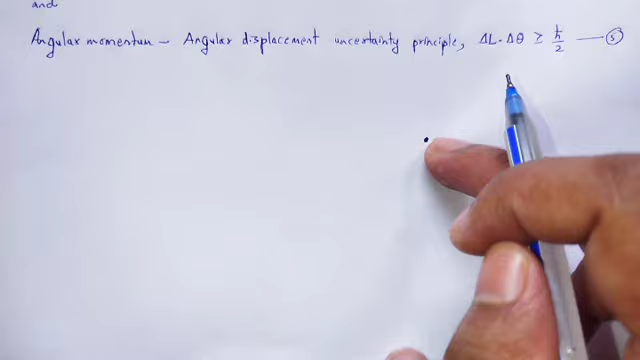 and
Angular momentum - Angular displacement uncertainty principle, ΔL · Δθ ≥ ħ/2 —— (5)